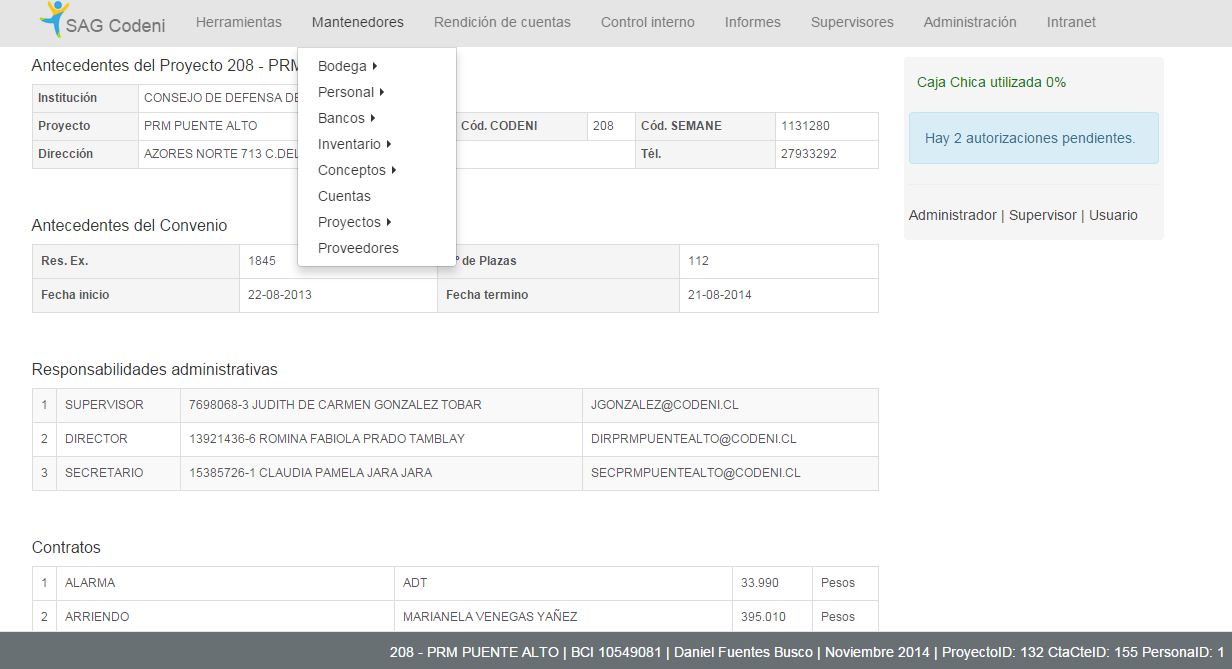 SAG Codeni Herramientas Mantenedores Rendición de cuentas Control interno Informes Supervisores Administración Intranet
Bodega
Personal
Bancos
Inventario
Conceptos
Cuentas
Proyectos
Proveedores
Antecedentes del Proyecto 208 - PRM
Institución CONSEJO DE DEFENSA DE
Proyecto PRM PUENTE ALTO Cód. CODENI 208 Cód. SEMANE 1131280
Dirección AZORES NORTE 713 C.DEL Tél. 27933292
Caja Chica utilizada 0%
Hay 2 autorizaciones pendientes.
Administrador | Supervisor | Usuario
Antecedentes del Convenio
Res. Ex. 1845 º de Plazas 112
Fecha inicio 22-08-2013 Fecha termino 21-08-2014
Responsabilidades administrativas
1 SUPERVISOR 7698068-3 JUDITH DE CARMEN GONZALEZ TOBAR JGONZALEZ@CODENI.CL
2 DIRECTOR 13921436-6 ROMINA FABIOLA PRADO TAMBLAY DIRPRMPUENTEALTO@CODENI.CL
3 SECRETARIO 15385726-1 CLAUDIA PAMELA JARA JARA SECPRMPUENTEALTO@CODENI.CL
Contratos
1 ALARMA ADT 33.990 Pesos
2 ARRIENDO MARIANELA VENEGAS YAÑEZ 395.010 Pesos
208 - PRM PUENTE ALTO | BCI 10549081 | Daniel Fuentes Busco | Noviembre 2014 | ProyectoID: 132 CtaCteID: 155 PersonaID: 1